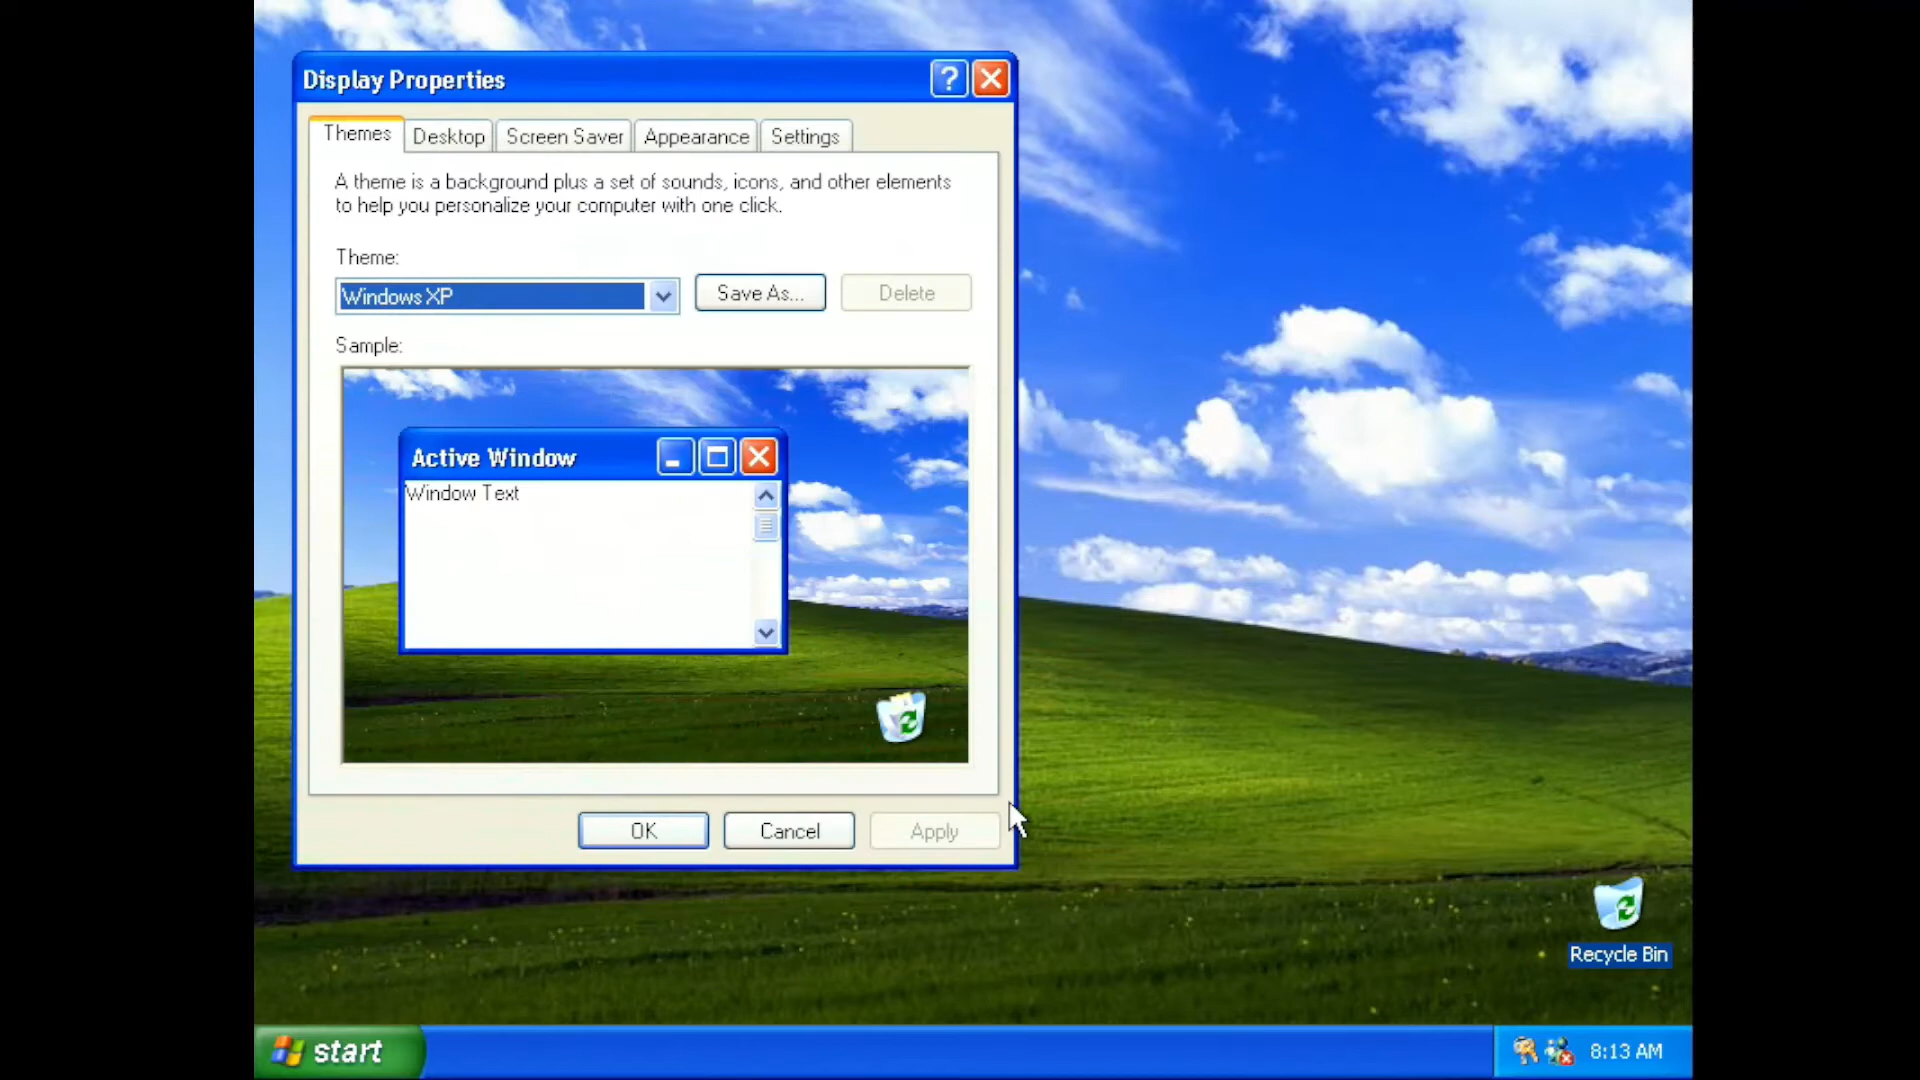 Display Properties
Themes
Desktop
Screen Saver
Appearance
Settings
A theme is a background plus a set of sounds, icons, and other elements
to help you personalize your computer with one click.
Theme:
Windows XP
Save As...
Delete
Sample:
Active Window
Window Text
OK
Cancel
Apply
Recycle Bin
start
8:13 AM